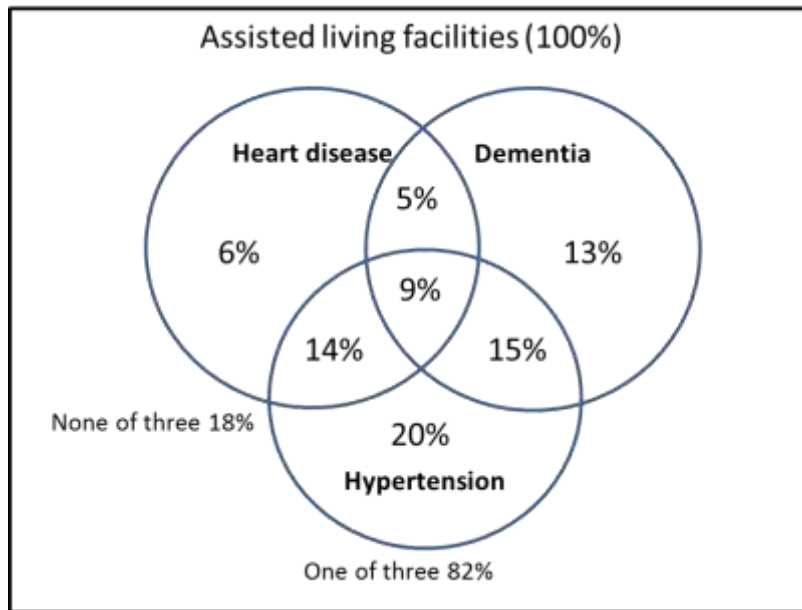 Assisted living facilities (100%)
Heart disease
Dementia
5%
6%
13%
9%
14%
15%
None of three 18%
20%
Hypertension
One of three 82%